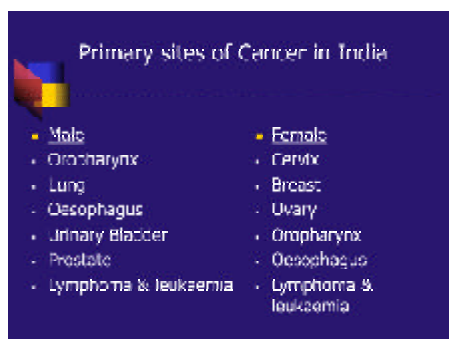 Primary sites of Cancer in India
Male
Oropharynx
Lung
Oesophagus
Urinary Bladder
Prostate
Lymphoma & leukaemia
Female
Cervix
Breast
Ovary
Oropharynx
Oesophagus
Lymphoma &
leukaemia